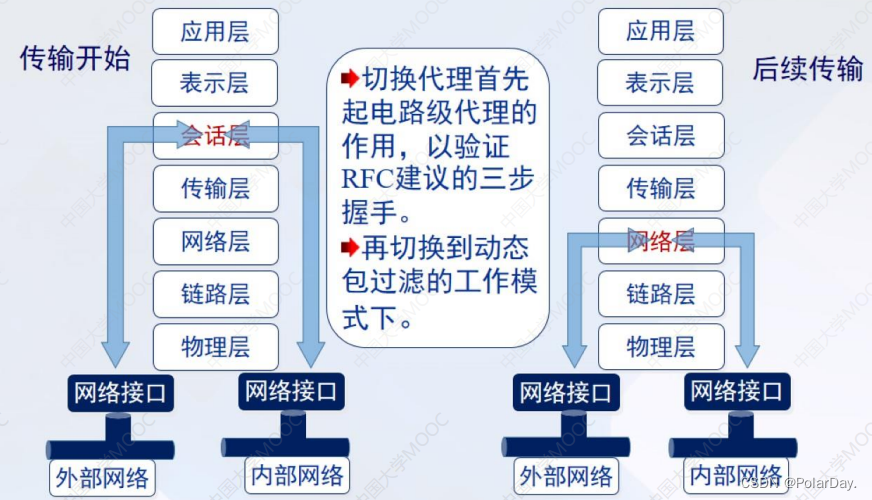 传输开始
应用层
表示层
会话层
传输层
网络层
链路层
物理层
网络接口
网络接口
外部网络
内部网络
切换代理首先
起电路级代理的
作用，以验证
RFC建议的三步
握手。
再切换到动态
包过滤的工作模
式下。
后续传输
应用层
表示层
会话层
传输层
网络层
链路层
物理层
网络接口
网络接口
外部网络
内部网络
中国大学MOOC
CSDN @PolarDay.